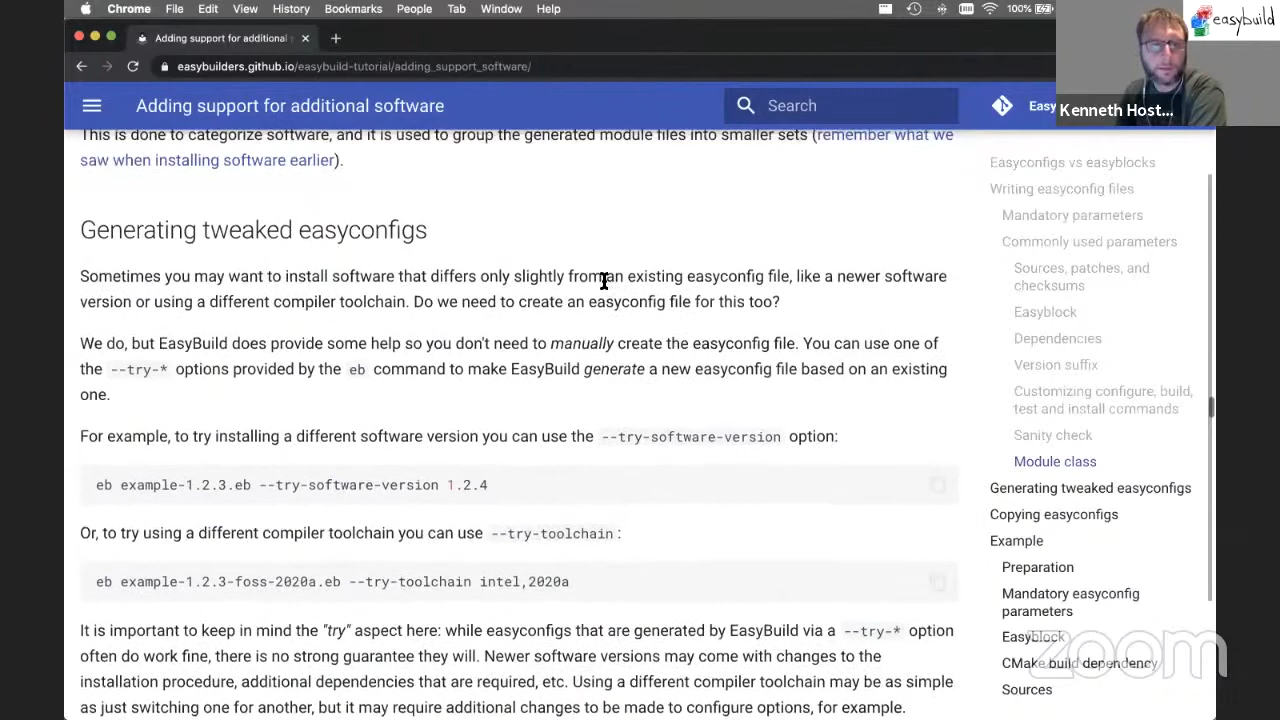 Chrome File Edit View History Bookmarks People Tab Window Help 100%
easybuild
Adding support for additional
easybuilders.github.io/easybuild-tutorial/adding_support_software/
Adding support for additional software
Search
Easy
Kenneth Host...
This is done to categorize software, and it is used to group the generated module files into smaller sets (remember what we
saw when installing software earlier).
Generating tweaked easyconfigs
Sometimes you may want to install software that differs only slightly from an existing easyconfig file, like a newer software
version or using a different compiler toolchain. Do we need to create an easyconfig file for this too?
We do, but EasyBuild does provide some help so you don't need to manually create the easyconfig file. You can use one of
the --try-* options provided by the eb command to make EasyBuild generate a new easyconfig file based on an existing
one.
For example, to try installing a different software version you can use the --try-software-version option:
eb example-1.2.3.eb --try-software-version 1.2.4
Or, to try using a different compiler toolchain you can use --try-toolchain:
eb example-1.2.3-foss-2020a.eb --try-toolchain intel,2020a
It is important to keep in mind the "try" aspect here: while easyconfigs that are generated by EasyBuild via a --try-* option
often do work fine, there is no strong guarantee they will. Newer software versions may come with changes to the
installation procedure, additional dependencies that are required, etc. Using a different compiler toolchain may be as simple
as just switching one for another, but it may require additional changes to be made to configure options, for example.
Easyconfigs vs easyblocks
Writing easyconfig files
Mandatory parameters
Commonly used parameters
Sources, patches, and
checksums
Easyblock
Dependencies
Version suffix
Customizing configure, build,
test and install commands
Sanity check
Module class
Generating tweaked easyconfigs
Copying easyconfigs
Example
Preparation
Mandatory easyconfig
parameters
Easyblock
CMake build dependency
Sources
zoom